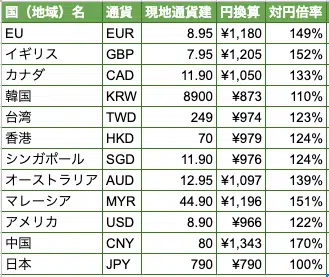 国（地域）名 通貨 現地通貨建 円換算 対円倍率
EU EUR 8.95 ¥1,180 149%
イギリス GBP 7.95 ¥1,205 152%
カナダ CAD 11.90 ¥1,050 133%
韓国 KRW 8900 ¥873 110%
台湾 TWD 249 ¥974 123%
香港 HKD 70 ¥979 124%
シンガポール SGD 11.90 ¥976 124%
オーストラリア AUD 12.95 ¥1,097 139%
マレーシア MYR 44.90 ¥1,196 151%
アメリカ USD 8.90 ¥966 122%
中国 CNY 80 ¥1,343 170%
日本 JPY 790 ¥790 100%